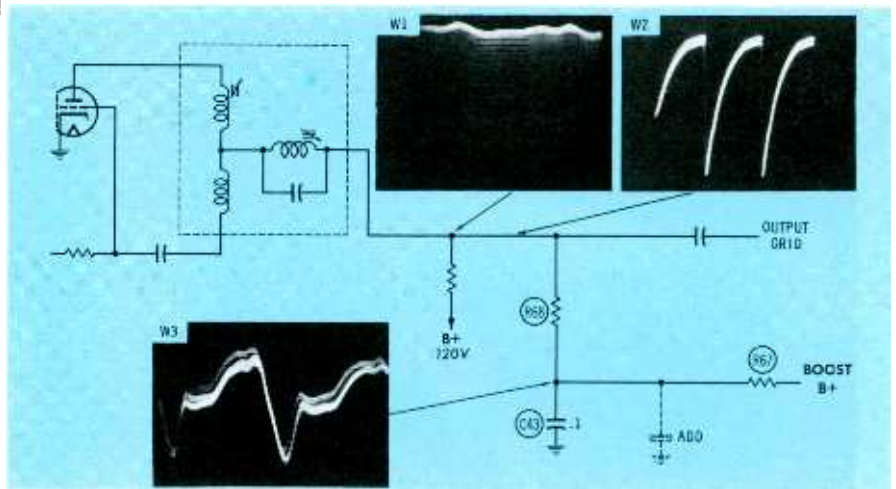 W1
W2
OUTPUT
GRID
R68
B+
120V
W3
R67
BOOST
B+
C43
.1
ADD